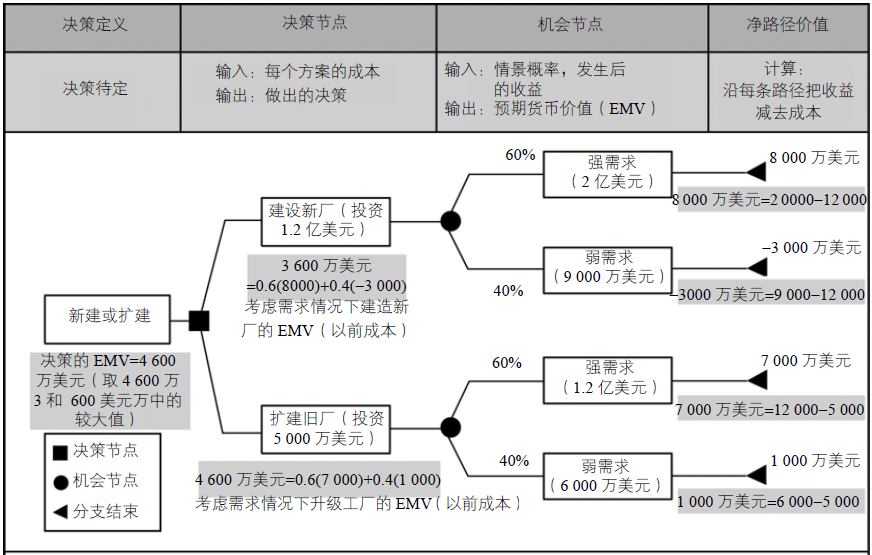 决策定义
决策节点
机会节点
净路径价值
决策待定
输入：每个方案的成本
输出：做出的决策
输入：情景概率，发生后
的收益
输出：预期货币价值（EMV）
计算：
沿每条路径把收益
减去成本
新建或扩建
决策的 EMV=4 600
万美元（取 4 600 万
3 和 600 美元万中的
较大值）
建设新厂（投资
1.2 亿美元）
3 600 万美元
=0.6(8000)+0.4(−3 000)
考虑需求情况下建造新
厂的 EMV（以前成本）
60%
强需求
（2 亿美元）
8 000 万美元
8 000 万美元=2 0000−12 000
40%
弱需求
（9 000 万美元）
−3 000 万美元
−3000 万美元=9 000−12 000
扩建旧厂（投资
5 000 万美元）
4 600 万美元=0.6(7 000)+0.4(1 000)
考虑需求情况下升级工厂的 EMV（以前成本）
60%
强需求
（1.2 亿美元）
7 000 万美元
7 000 万美元=12 000−5 000
40%
弱需求
（6 000 万美元）
1 000 万美元
1 000 万美元=6 000−5 000
决策节点
机会节点
分支结束